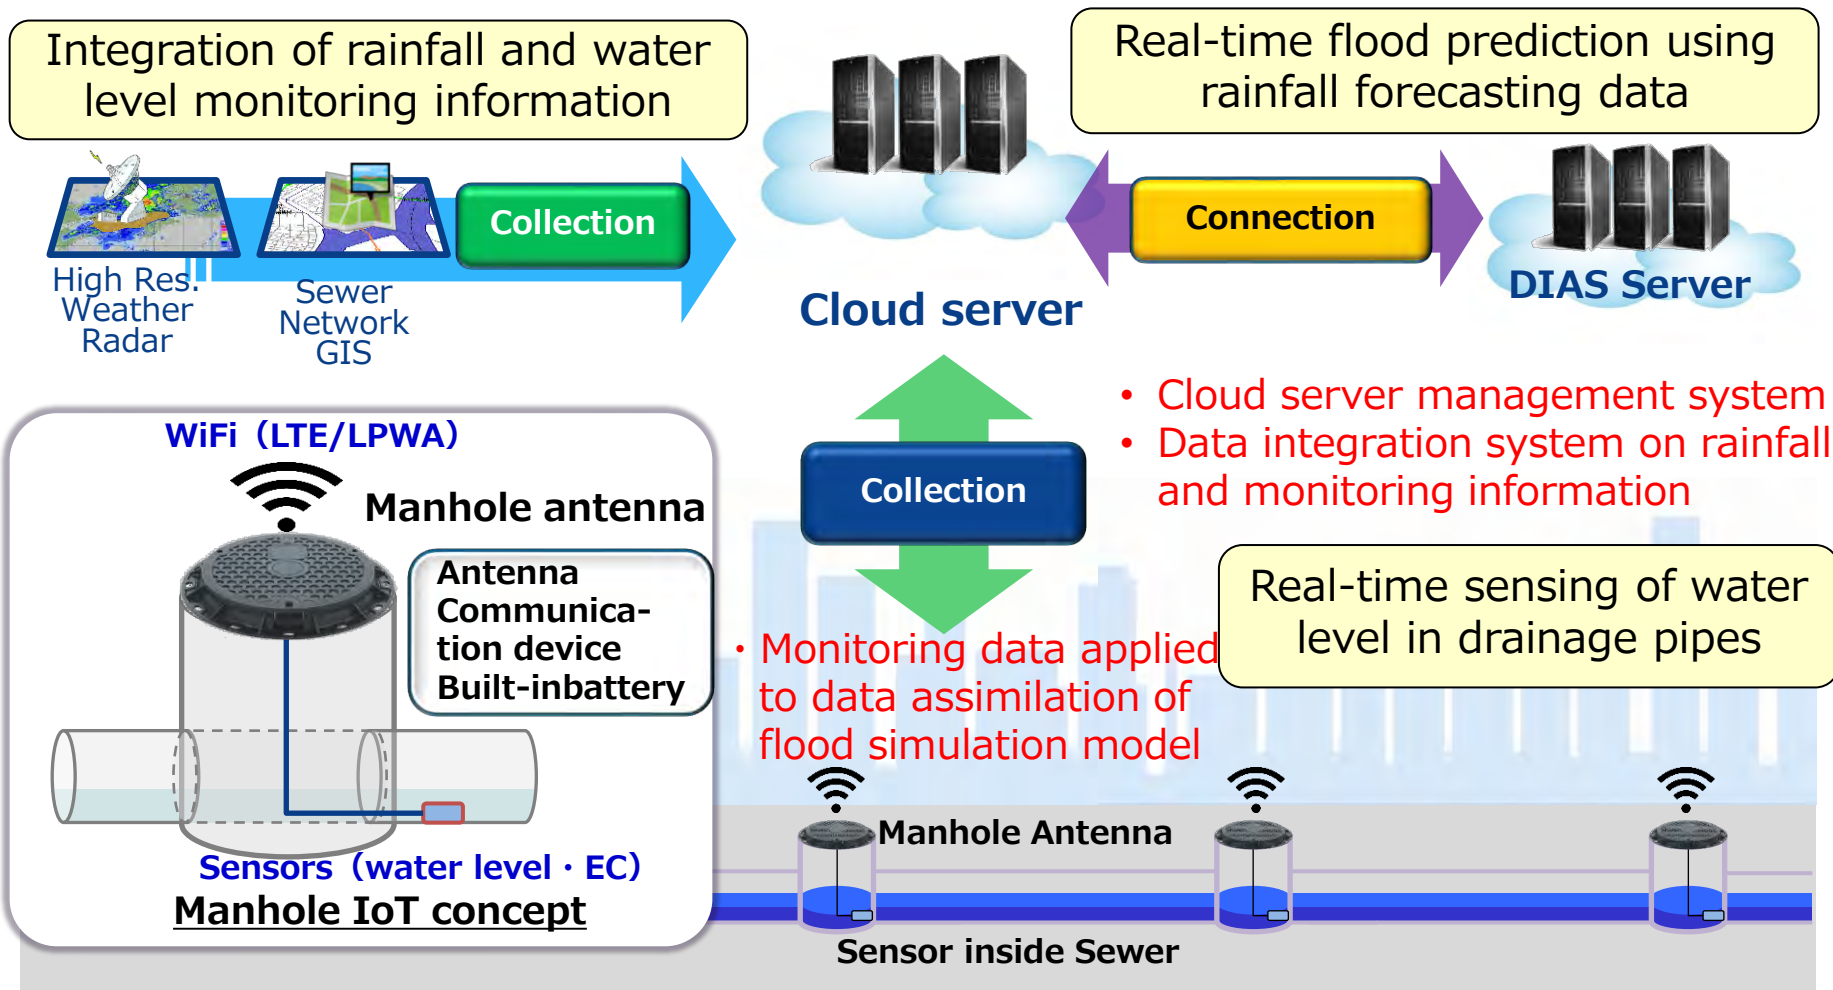 Integration of rainfall and water
level monitoring information
Real-time flood prediction using
rainfall forecasting data
Collection
Connection
High Res.
Weather
Radar
Sewer
Network
GIS
Cloud server
DIAS Server
• Cloud server management system
• Data integration system on rainfall
and monitoring information
WiFi（LTE/LPWA）
Manhole antenna
Antenna
Communica-
tion device
Built-inbattery
Sensors（water level・EC）
Manhole IoT concept
Collection
・Monitoring data applied
to data assimilation of
flood simulation model
Real-time sensing of water
level in drainage pipes
Manhole Antenna
Sensor inside Sewer